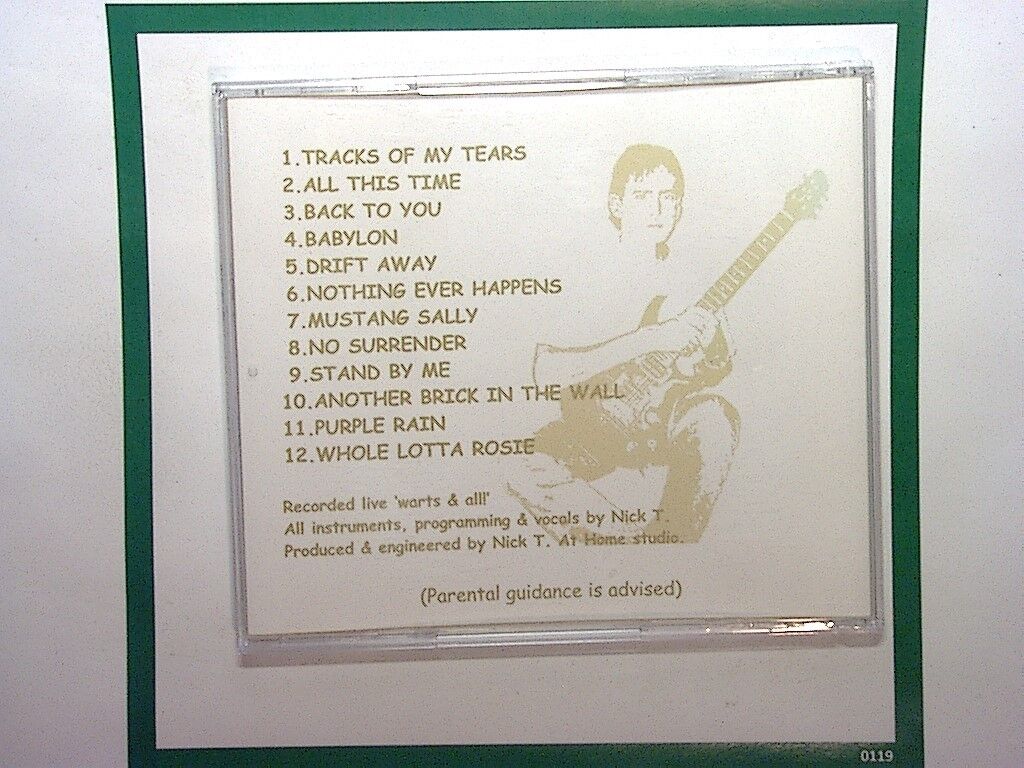 1.TRACKS OF MY TEARS
2.ALL THIS TIME
3.BACK TO YOU
4.BABYLON
5.DRIFT AWAY
6.NOTHING EVER HAPPENS
7.MUSTANG SALLY
8.NO SURRENDER
9.STAND BY ME
10.ANOTHER BRICK IN THE WALL
11.PURPLE RAIN
12.WHOLE LOTTA ROSIE
Recorded live 'warts & all!'
All instruments, programming & vocals by Nick T.
Produced & engineered by Nick T. At Home studio.
(Parental guidance is advised)
0119